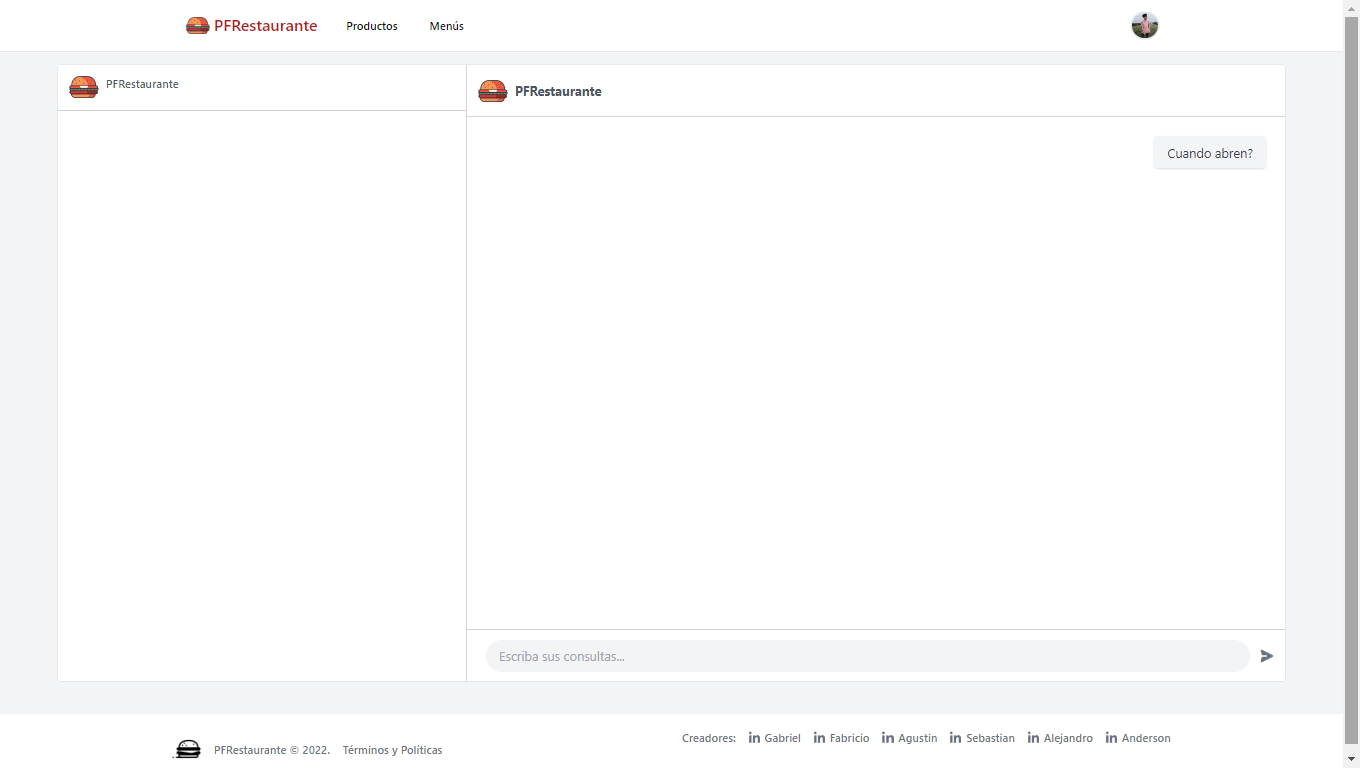 PFRestaurante Productos Menús
PFRestaurante
PFRestaurante
Cuando abren?
Escriba sus consultas...
PFRestaurante © 2022. Términos y Políticas
Creadores: in Gabriel in Fabricio in Agustin in Sebastian in Alejandro in Anderson